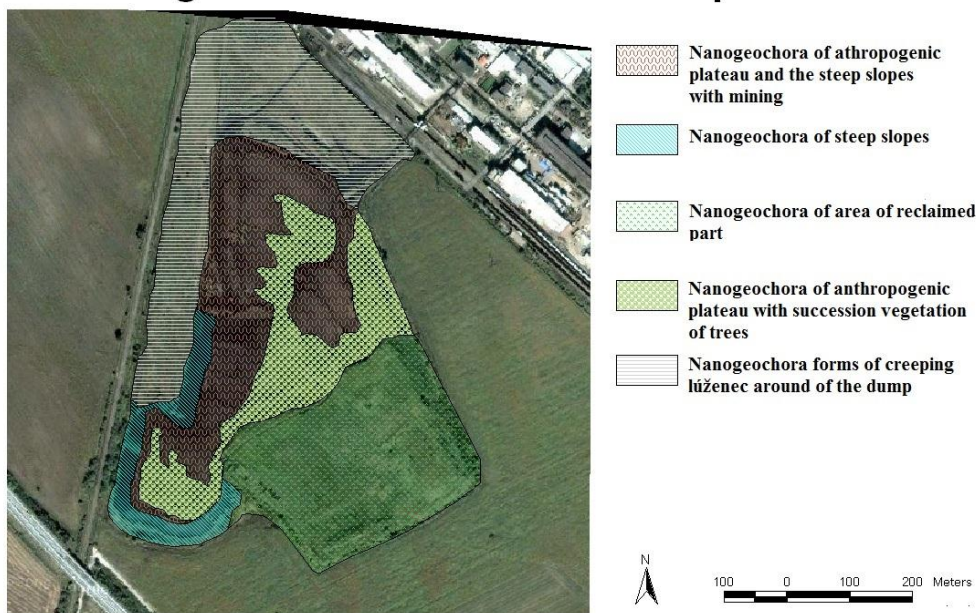 Nanogeochora of athropogenic
plateau and the steep slopes
with mining
Nanogeochora of steep slopes
Nanogeochora of area of reclaimed
part
Nanogeochora of anthropogenic
plateau with succession vegetation
of trees
Nanogeochora forms of creeping
lúženec around of the dump
N
100 0 100 200 Meters